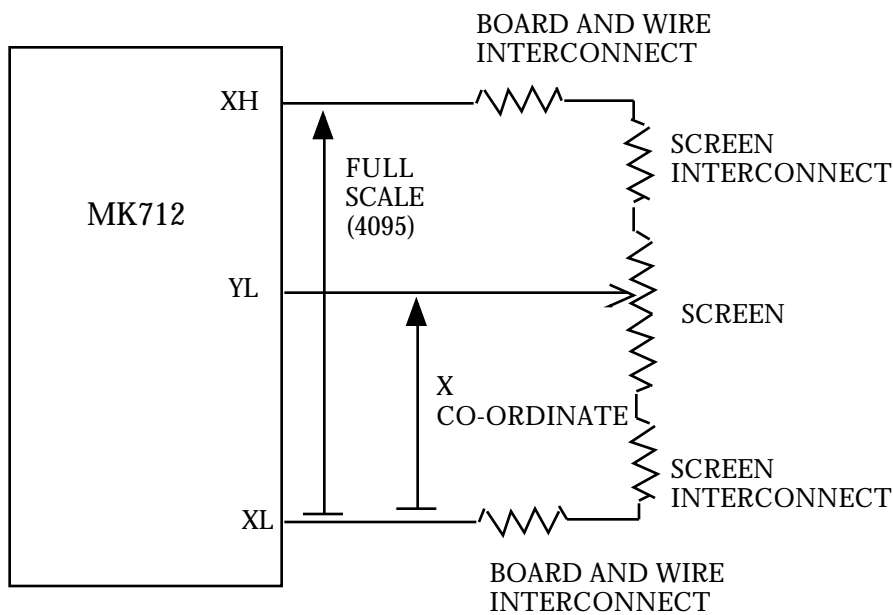 BOARD AND WIRE
INTERCONNECT
XH
SCREEN
INTERCONNECT
FULL
SCALE
(4095)
MK712
YL
SCREEN
X
CO-ORDINATE
SCREEN
INTERCONNECT
XL
BOARD AND WIRE
INTERCONNECT